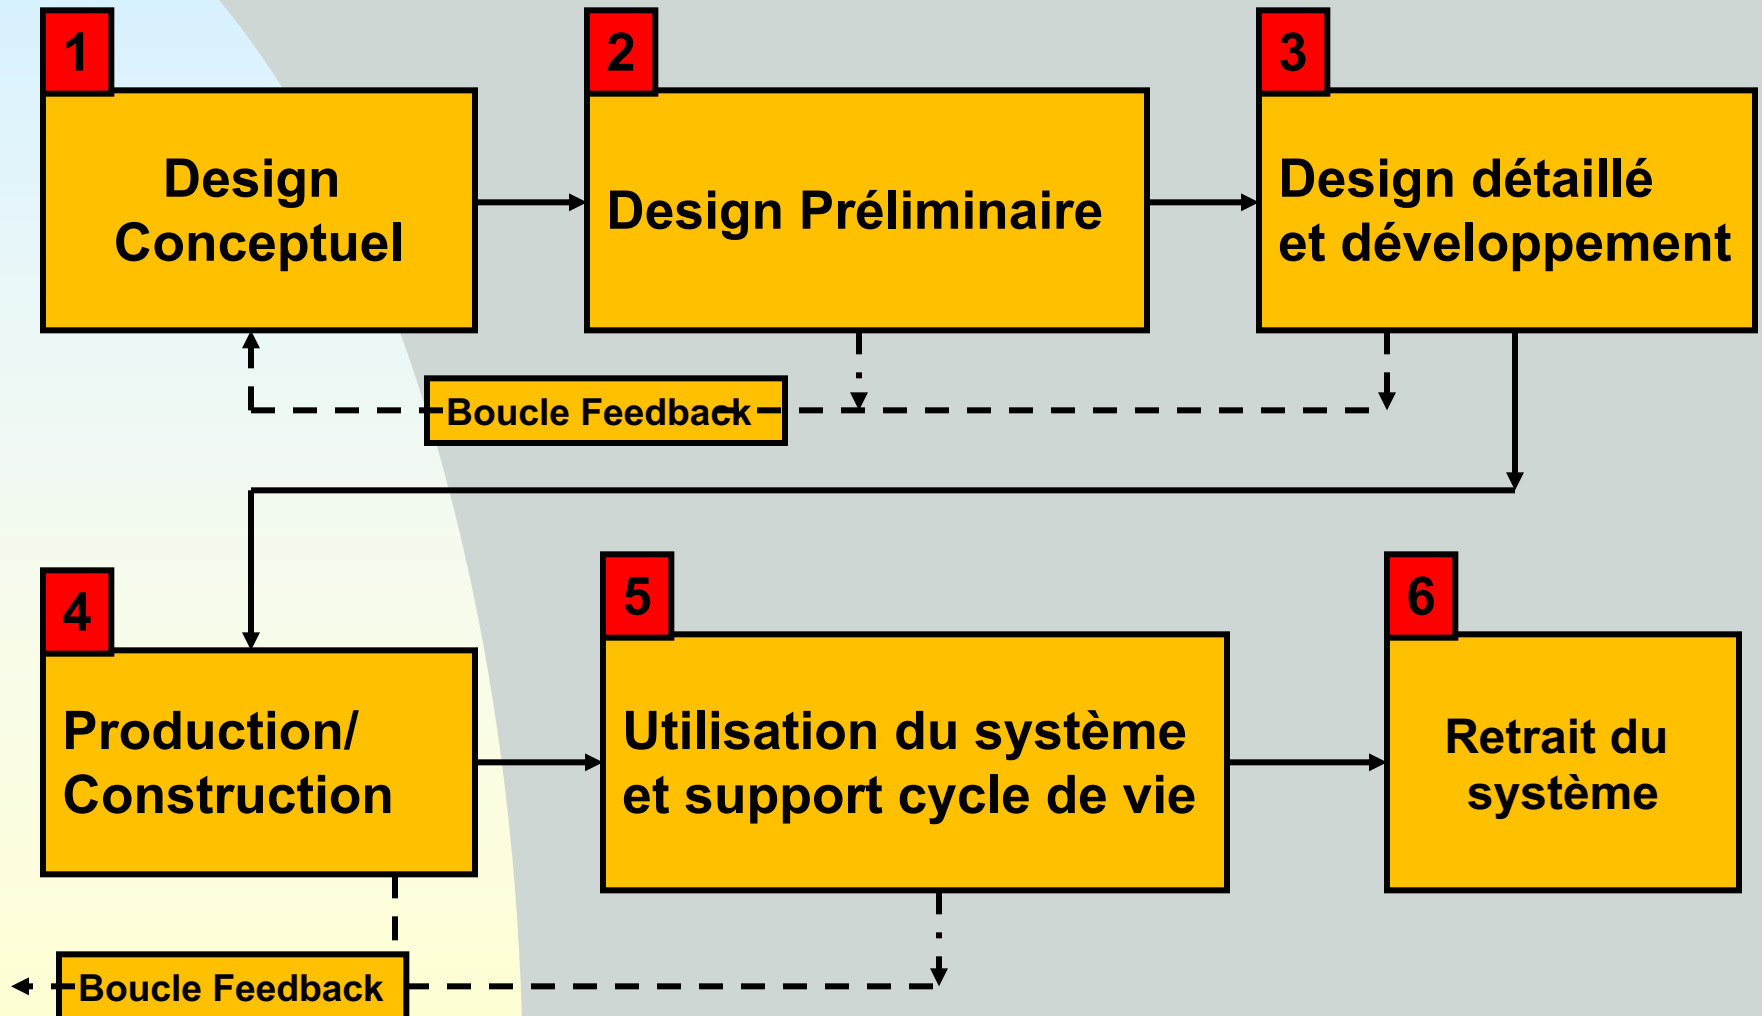 1
Design
Conceptuel
2
Design Préliminaire
3
Design détaillé
et développement
Boucle Feedback
4
Production/
Construction
5
Utilisation du système
et support cycle de vie
6
Retrait du
système
Boucle Feedback